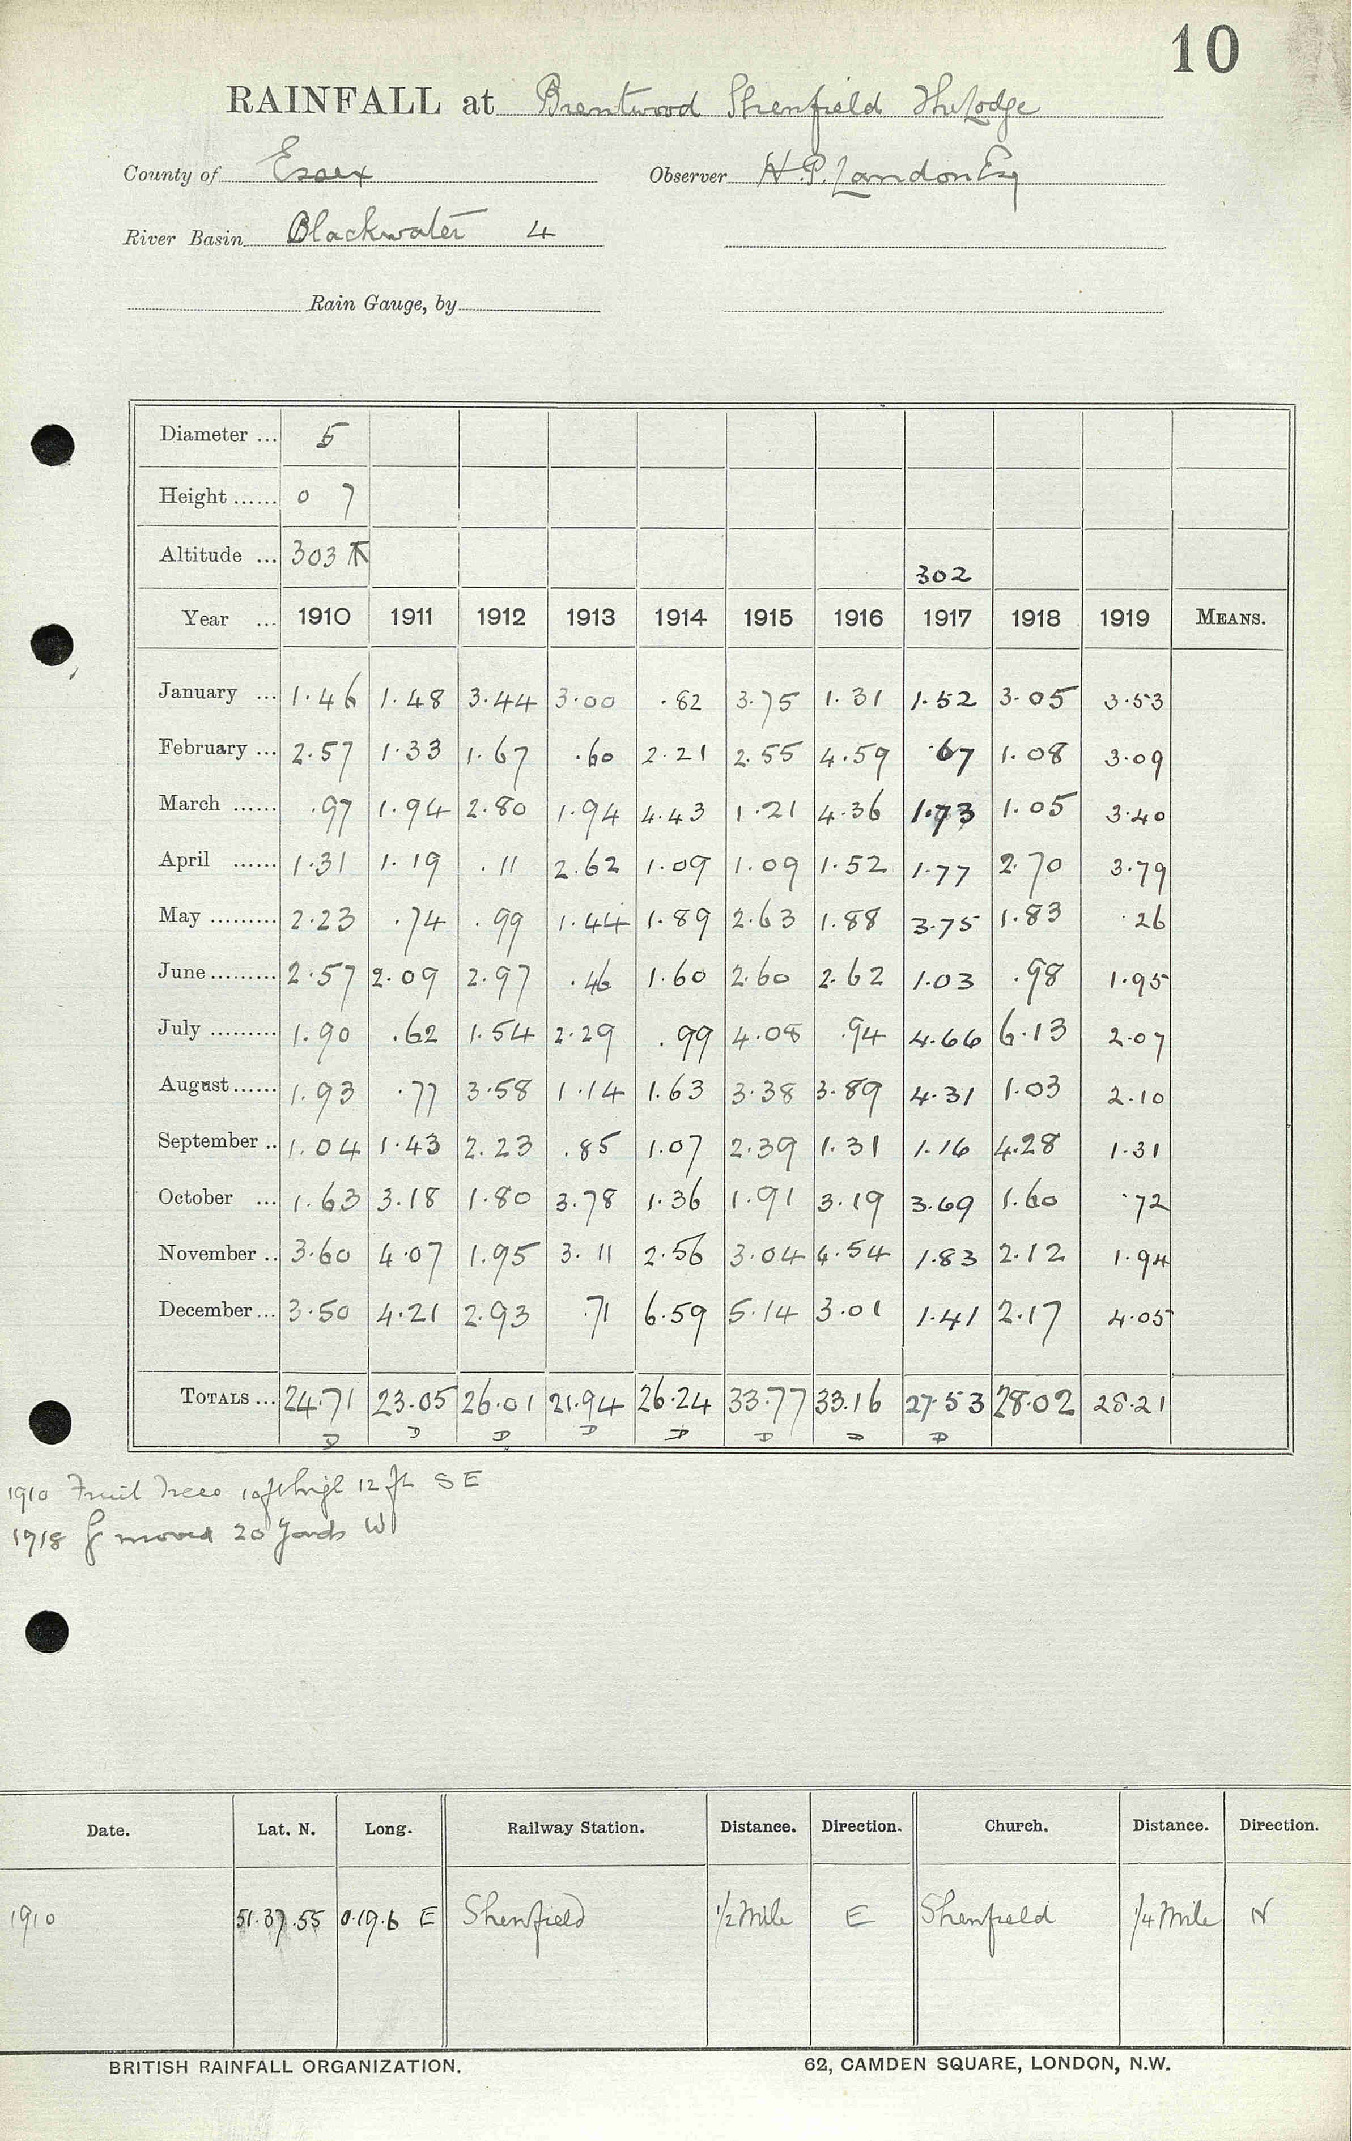 10
RAINFALL at Brentwood Shenfield The Lodge
County of Essex Observer H.P. Landon Esq
River Basin Blackwater 4
Rain Gauge, by
Diameter ... 5
Height ...... 0 7
Altitude ... 303 302
Year ... 1910 1911 1912 1913 1914 1915 1916 1917 1918 1919 MEANS.
January ... 1.46 1.48 3.44 3.00 .82 3.75 1.31 1.52 3.05 3.53
February ... 2.57 1.33 1.67 .60 2.21 2.55 4.59 .67 1.08 3.09
March ...... .97 1.94 2.80 1.94 4.43 1.21 4.36 1.73 1.05 3.40
April ...... 1.31 1.19 .11 2.62 1.09 1.09 1.52 1.77 2.70 3.79
May ......... 2.23 .74 .99 1.44 1.89 2.63 1.88 3.75 1.83 .26
June ......... 2.57 2.09 2.97 .46 1.60 2.60 2.62 1.03 .98 1.95
July ......... 1.90 .62 1.54 2.29 .99 4.08 .94 4.66 6.13 2.07
August ...... 1.93 .77 3.58 1.14 1.63 3.38 3.89 4.31 1.03 2.10
September .. 1.04 1.43 2.23 .85 1.07 2.39 1.31 1.16 4.28 1.31
October ... 1.63 3.18 1.80 3.78 1.36 1.91 3.19 3.69 1.60 .72
November .. 3.60 4.07 1.95 3.11 2.56 3.04 4.54 1.83 2.12 1.94
December ... 3.50 4.21 2.93 .71 6.59 5.14 3.01 1.41 2.17 4.05
TOTALS ... 24.71 23.05 26.01 21.94 26.24 33.77 33.16 27.53 28.02 28.21
D D D D D D D D
1910 Fruit Trees 10 ft high 12 ft SE
1918 G moved 20 yards W
Date. Lat. N. Long. Railway Station. Distance. Direction. Church. Distance. Direction.
1910 51.37.55 0.19.6 E Shenfield 1/2 Mile E Shenfield 1/4 Mile N
BRITISH RAINFALL ORGANIZATION. 62, CAMDEN SQUARE, LONDON, N.W.